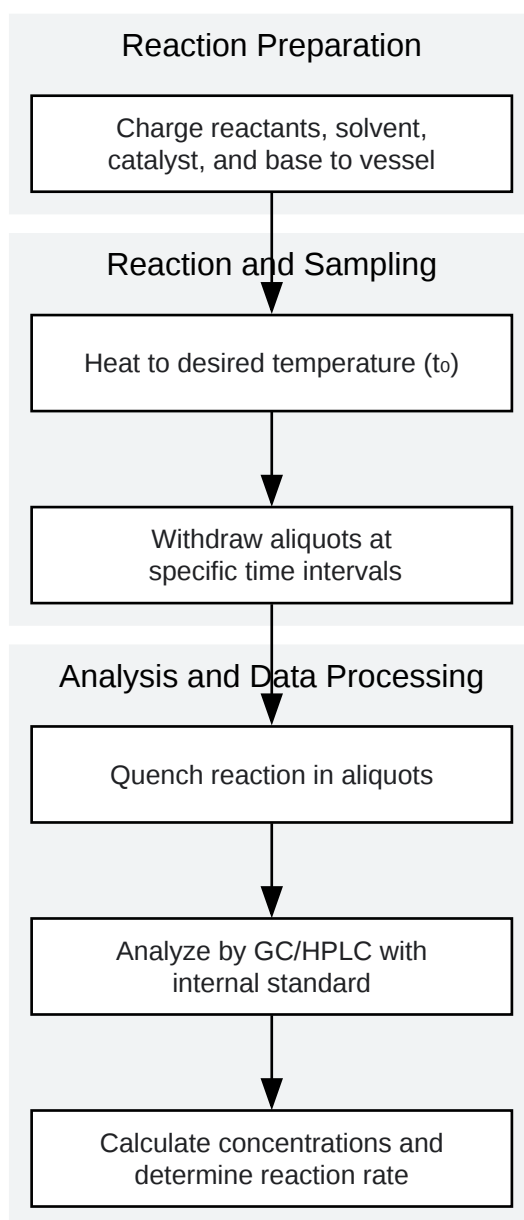 Reaction Preparation
Charge reactants, solvent,
catalyst, and base to vessel
Reaction and Sampling
Heat to desired temperature (t₀)
Withdraw aliquots at
specific time intervals
Analysis and Data Processing
Quench reaction in aliquots
Analyze by GC/HPLC with
internal standard
Calculate concentrations and
determine reaction rate